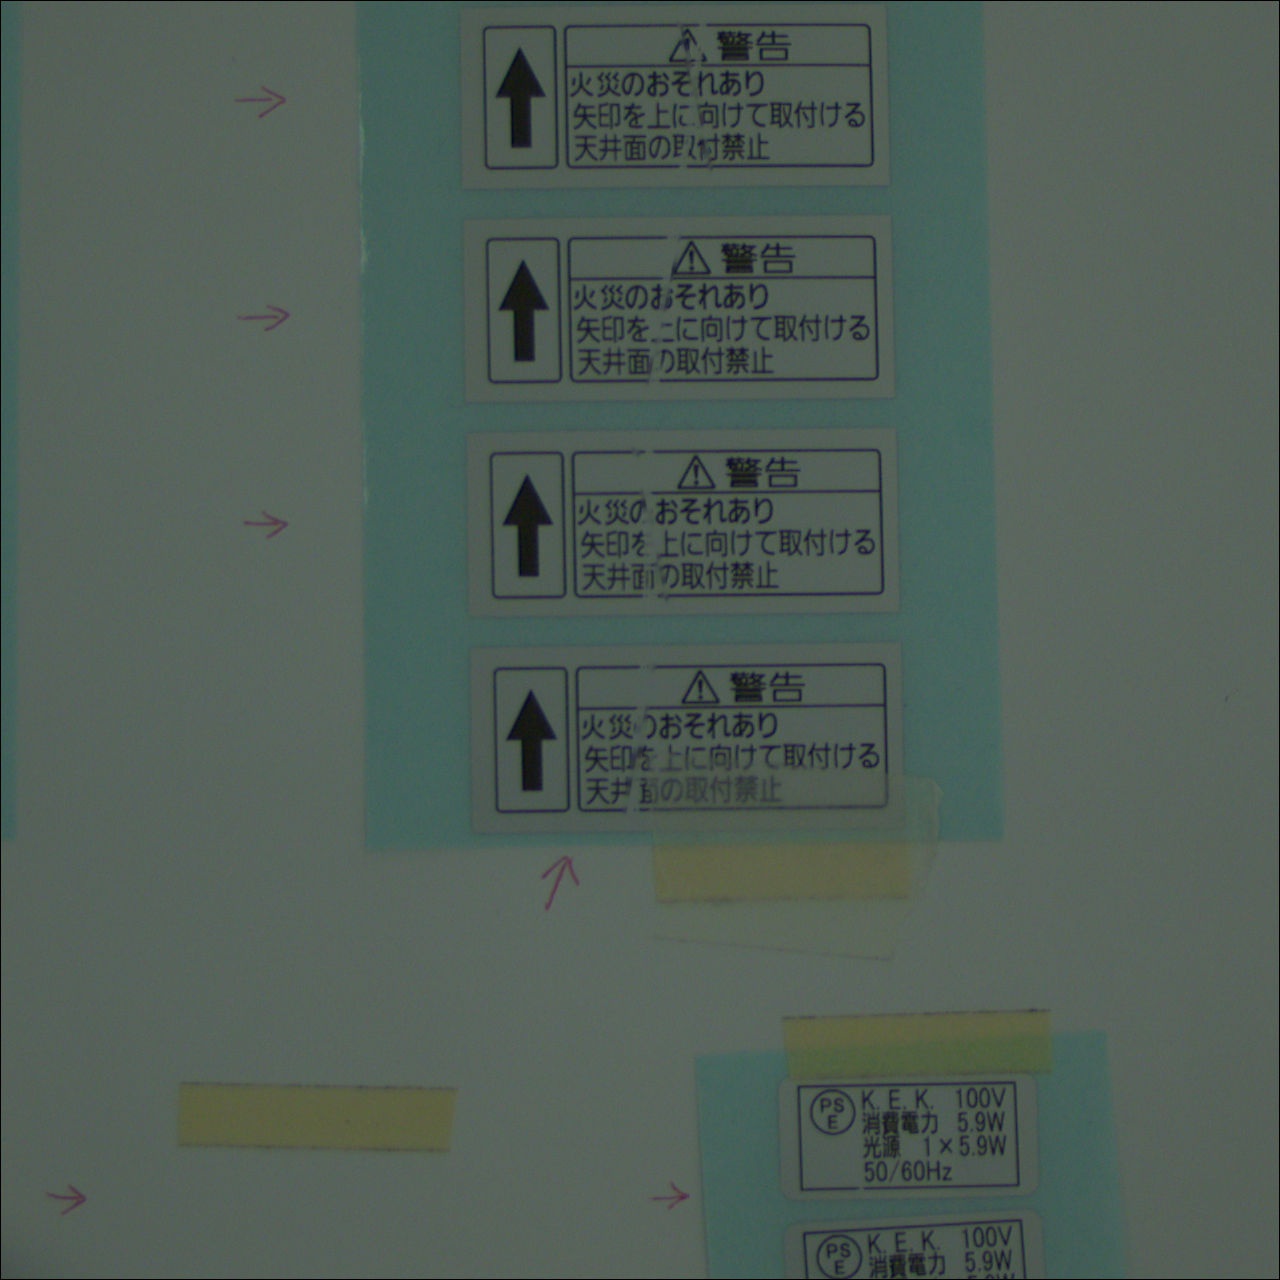 警告
火災のおそれあり
矢印を上に向けて取付ける
天井面の取付禁止
警告
火災のおそれあり
矢印を上に向けて取付ける
天井面の取付禁止
警告
火災のおそれあり
矢印を上に向けて取付ける
天井面の取付禁止
警告
火災のおそれあり
矢印を上に向けて取付ける
天井面の取付禁止
PS
E
K. E. K. 100V
消費電力 5.9W
光源 1×5.9W
50/60Hz
PS
E
K. E. K. 100V
消費電力 5.9W